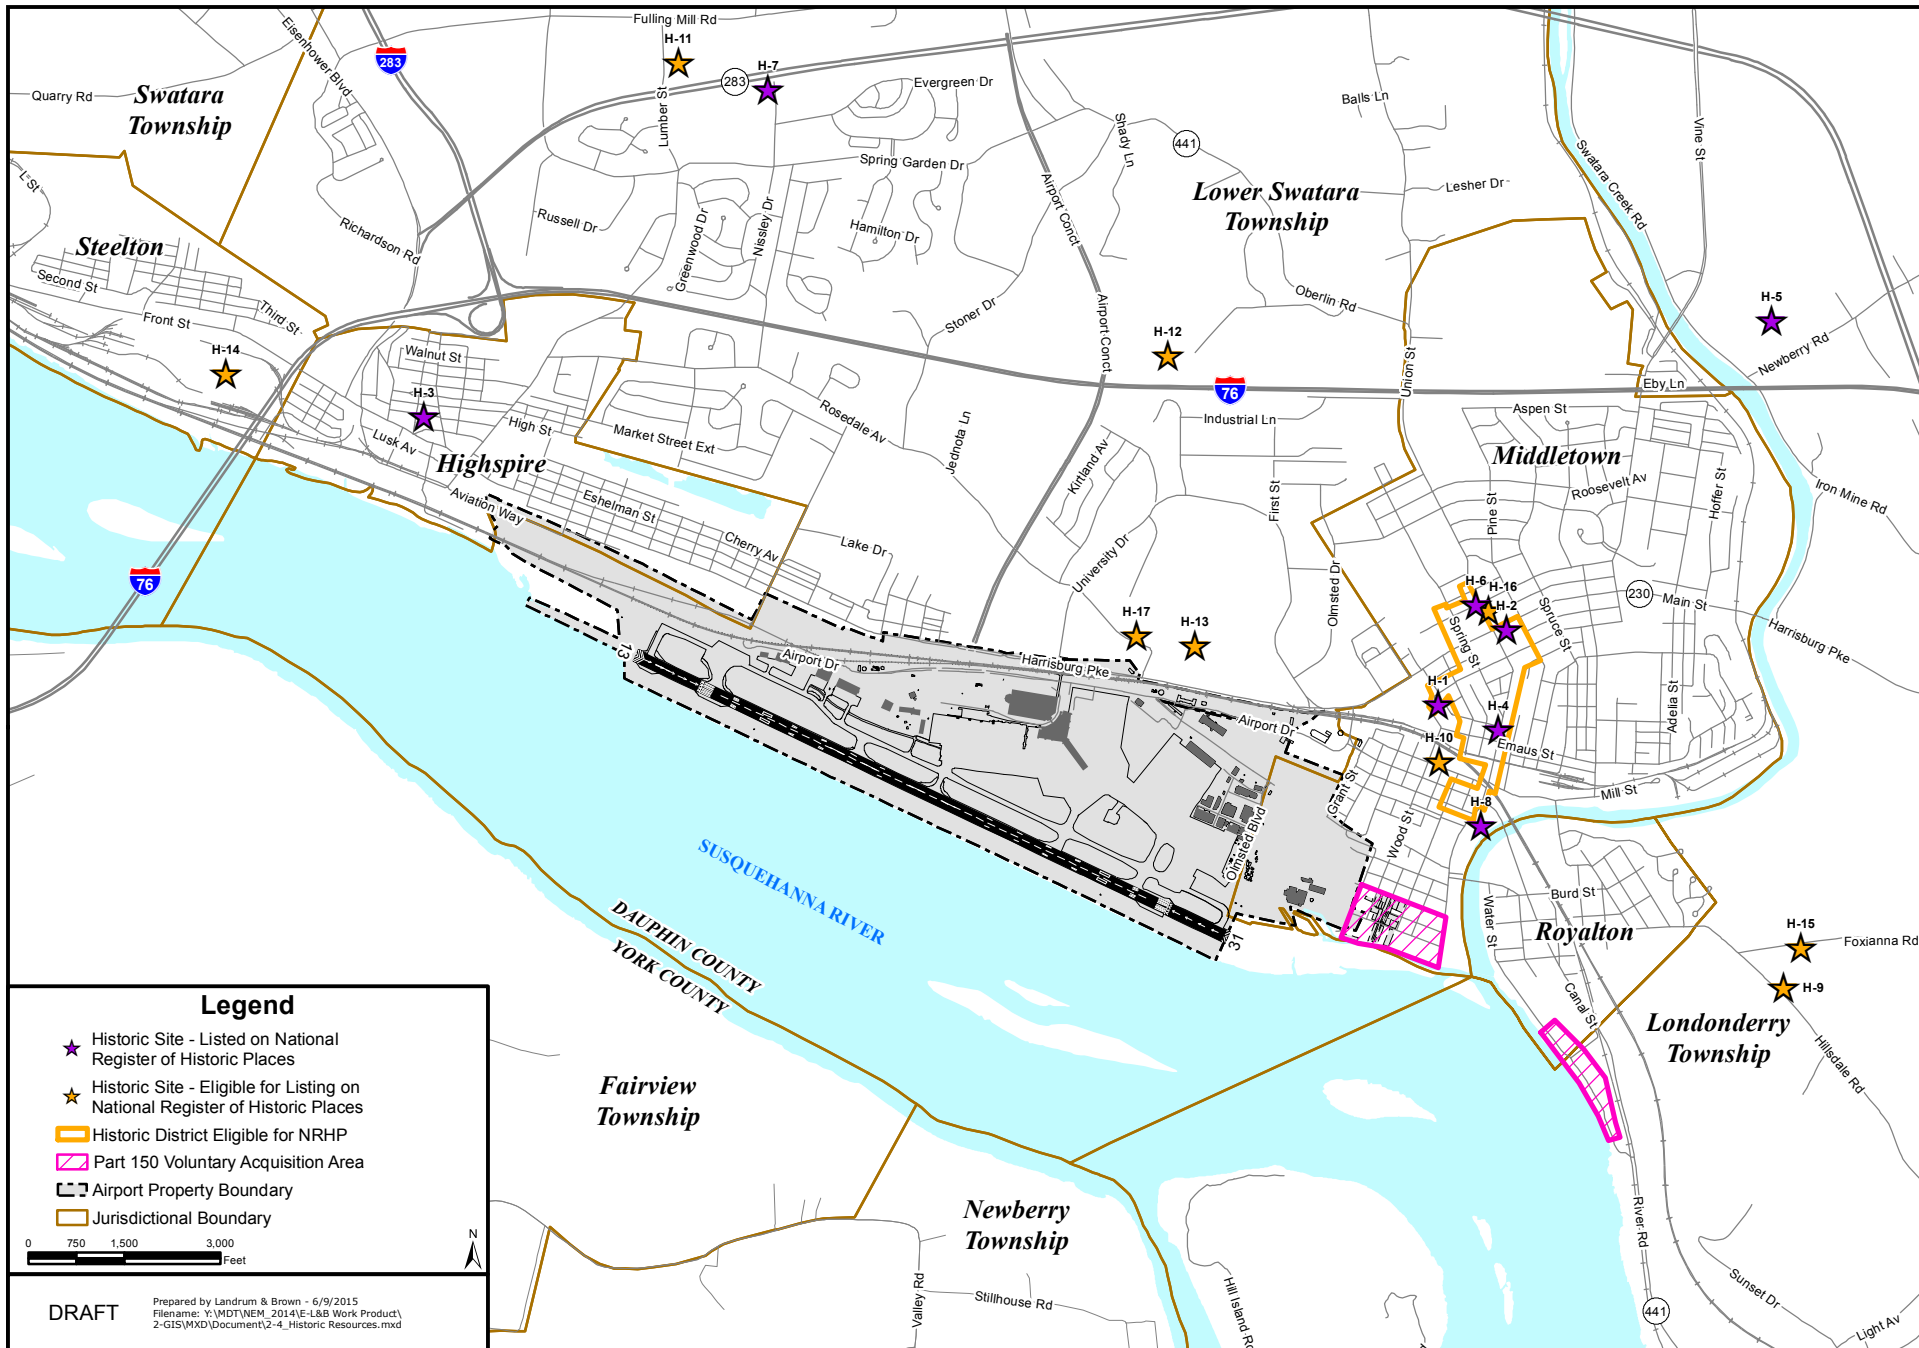 Fulling Mill Rd
H-11
Eisenhower Blvd
283
H-7
283
Evergreen Dr
Quarry Rd
Swatara
Township
Lumber St
Balls Ln
Shady Ln
441
Vine St
Swatara Creek Rd
Spring Garden Dr
L St
Airport Conct
Lower Swatara
Township
Lesher Dr
Russell Dr
Richardson Rd
Greenwood Dr
Nissley Dr
Hamilton Dr
Steelton
Second St
Third St
Front St
Stoner Dr
Airport Conct
Oberlin Rd
H-5
H-14
Walnut St
H-12
Union St
Newberry Rd
H-3
76
Eby Ln
High St
Lusk Av
Market Street Ext
Rosedale Av
Jednota Ln
Industrial Ln
Aspen St
Highspire
Kirtland Av
Middletown
Aviation Way
Eshelman St
First St
Pine St
Roosevelt Av
Hoffer St
Iron Mine Rd
Cherry Av
Lake Dr
University Dr
Olmsted Dr
76
H-6
H-16
H-2
230
Main St
Spruce St
Spring St
Harrisburg Pke
H-17
H-13
13
Airport Dr
Harrisburg Pke
H-1
H-4
Adelia St
Airport Dr
H-10
Emaus St
Grant St
Mill St
H-8
Olmsted Blvd
Wood St
SUSQUEHANNA RIVER
Burd St
Water St
Royalton
DAUPHIN COUNTY
YORK COUNTY
31
H-15
Foxianna Rd
H-9
Canal St
Londonderry
Township
Hillsdale Rd
Fairview
Township
Newberry
Township
River Rd
Valley Rd
Stillhouse Rd
Hill Island Rd
Sunset Dr
441
Light Av
Legend
Historic Site - Listed on National
Register of Historic Places
Historic Site - Eligible for Listing on
National Register of Historic Places
Historic District Eligible for NRHP
Part 150 Voluntary Acquisition Area
Airport Property Boundary
Jurisdictional Boundary
0 750 1,500 3,000
Feet
N
DRAFT
Prepared by Landrum & Brown - 6/9/2015
Filename: Y:\MDT\NEM_2014\E-L&B Work Product\
2-GIS\MXD\Document\2-4_Historic Resources.mxd